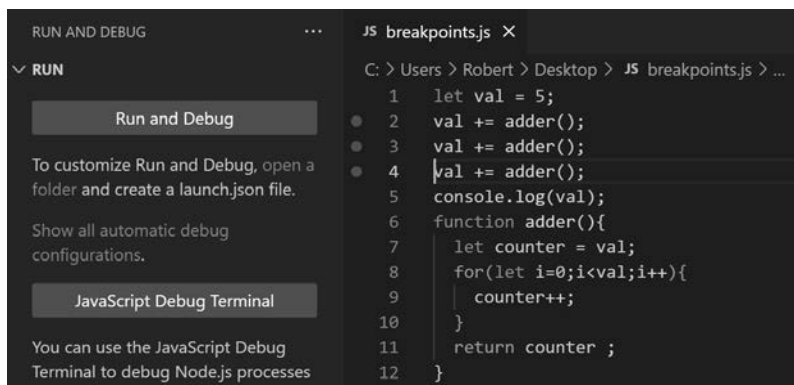 RUN AND DEBUG ...
RUN
Run and Debug
To customize Run and Debug, open a
folder and create a launch.json file.
Show all automatic debug
configurations.
JavaScript Debug Terminal
You can use the JavaScript Debug
Terminal to debug Node.js processes
JS breakpoints.js ×
C: > Users > Robert > Desktop > JS breakpoints.js > ...
1 let val = 5;
2 val += adder();
3 val += adder();
4 val += adder();
5 console.log(val);
6 function adder(){
7 let counter = val;
8 for(let i=0;i<val;i++){
9 counter++;
10 }
11 return counter ;
12 }